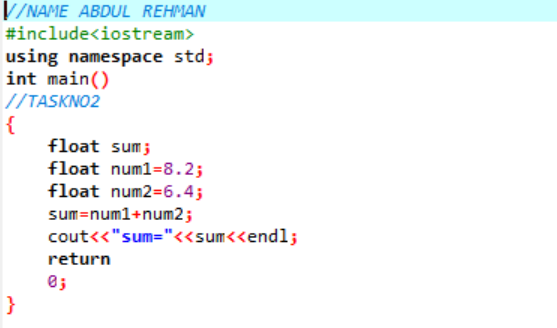 //NAME ABDUL REHMAN
#include<iostream>
using namespace std;
int main()
//TASKNO2
{
    float sum;
    float num1=8.2;
    float num2=6.4;
    sum=num1+num2;
    cout<<"sum="<<sum<<endl;
    return
    0;
}